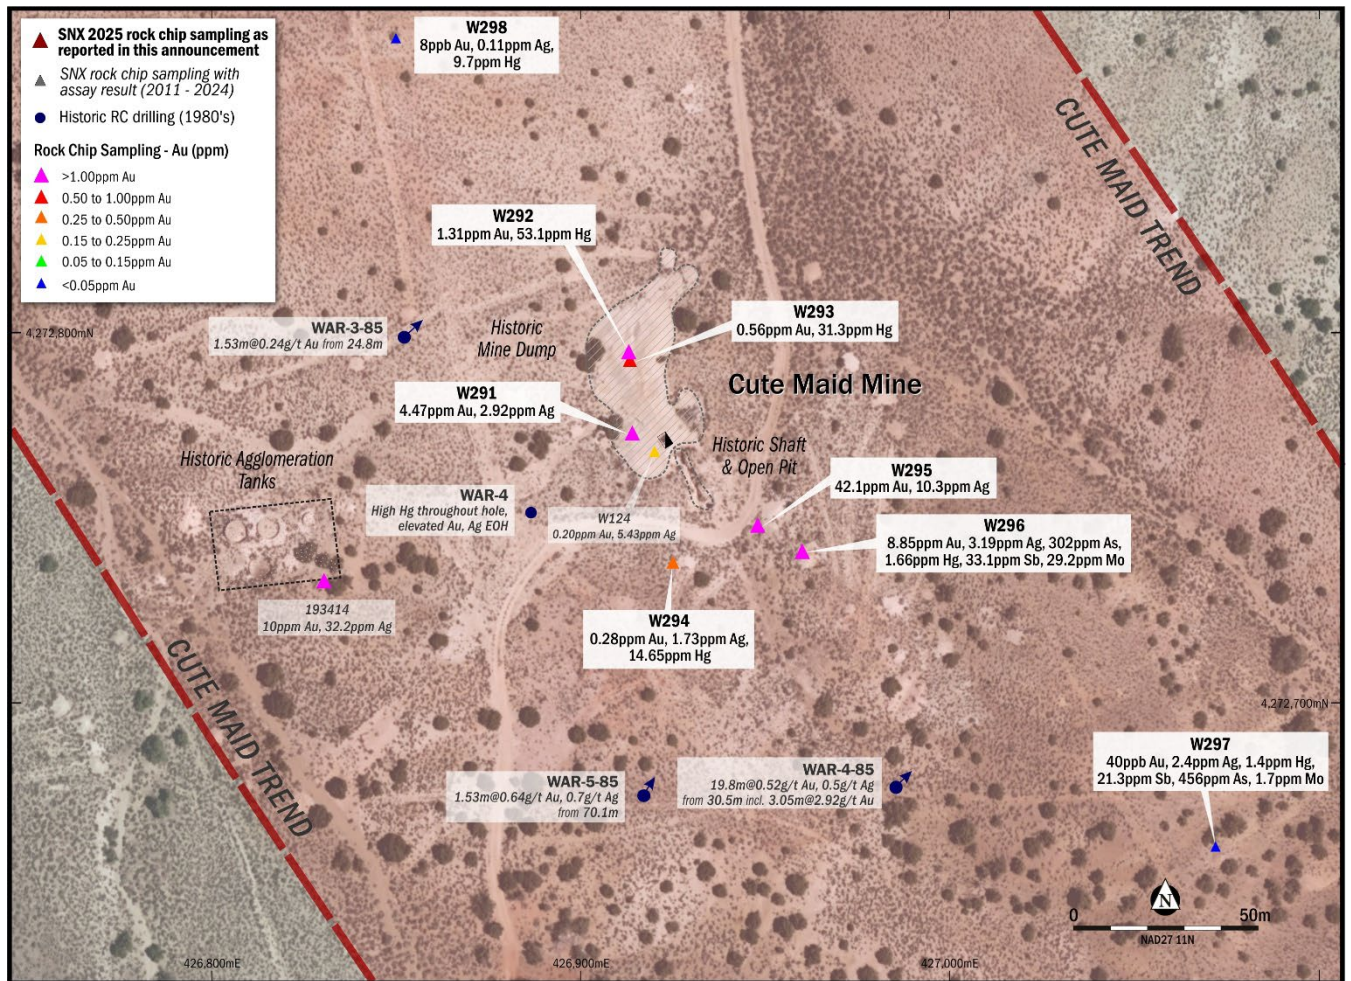 SNX 2025 rock chip sampling as
reported in this announcement
SNX rock chip sampling with
assay result (2011 - 2024)
Historic RC drilling (1980's)
Rock Chip Sampling - Au (ppm)
>1.00ppm Au
0.50 to 1.00ppm Au
0.25 to 0.50ppm Au
0.15 to 0.25ppm Au
0.05 to 0.15ppm Au
<0.05ppm Au
W298
8ppb Au, 0.11ppm Ag,
9.7ppm Hg
CUTE MAID TREND
W292
1.31ppm Au, 53.1ppm Hg
W293
0.56ppm Au, 31.3ppm Hg
4,272,800mN
WAR-3-85
1.53m@0.24g/t Au from 24.8m
Historic
Mine Dump
Cute Maid Mine
W291
4.47ppm Au, 2.92ppm Ag
Historic Shaft
& Open Pit
Historic Agglomeration
Tanks
W295
42.1ppm Au, 10.3ppm Ag
WAR-4
High Hg throughout hole,
elevated Au, Ag EOH
W124
0.20ppm Au, 5.43ppm Ag
W296
8.85ppm Au, 3.19ppm Ag, 302ppm As,
1.66ppm Hg, 33.1ppm Sb, 29.2ppm Mo
193414
10ppm Au, 32.2ppm Ag
W294
0.28ppm Au, 1.73ppm Ag,
14.65ppm Hg
CUTE MAID TREND
4,272,700mN
W297
40ppb Au, 2.4ppm Ag, 1.4ppm Hg,
21.3ppm Sb, 456ppm As, 1.7ppm Mo
WAR-5-85
1.53m@0.64g/t Au, 0.7g/t Ag
from 70.1m
WAR-4-85
19.8m@0.52g/t Au, 0.5g/t Ag
from 30.5m incl. 3.05m@2.92g/t Au
N
0 50m
NAD27 11N
426,800mE
426,900mE
427,000mE